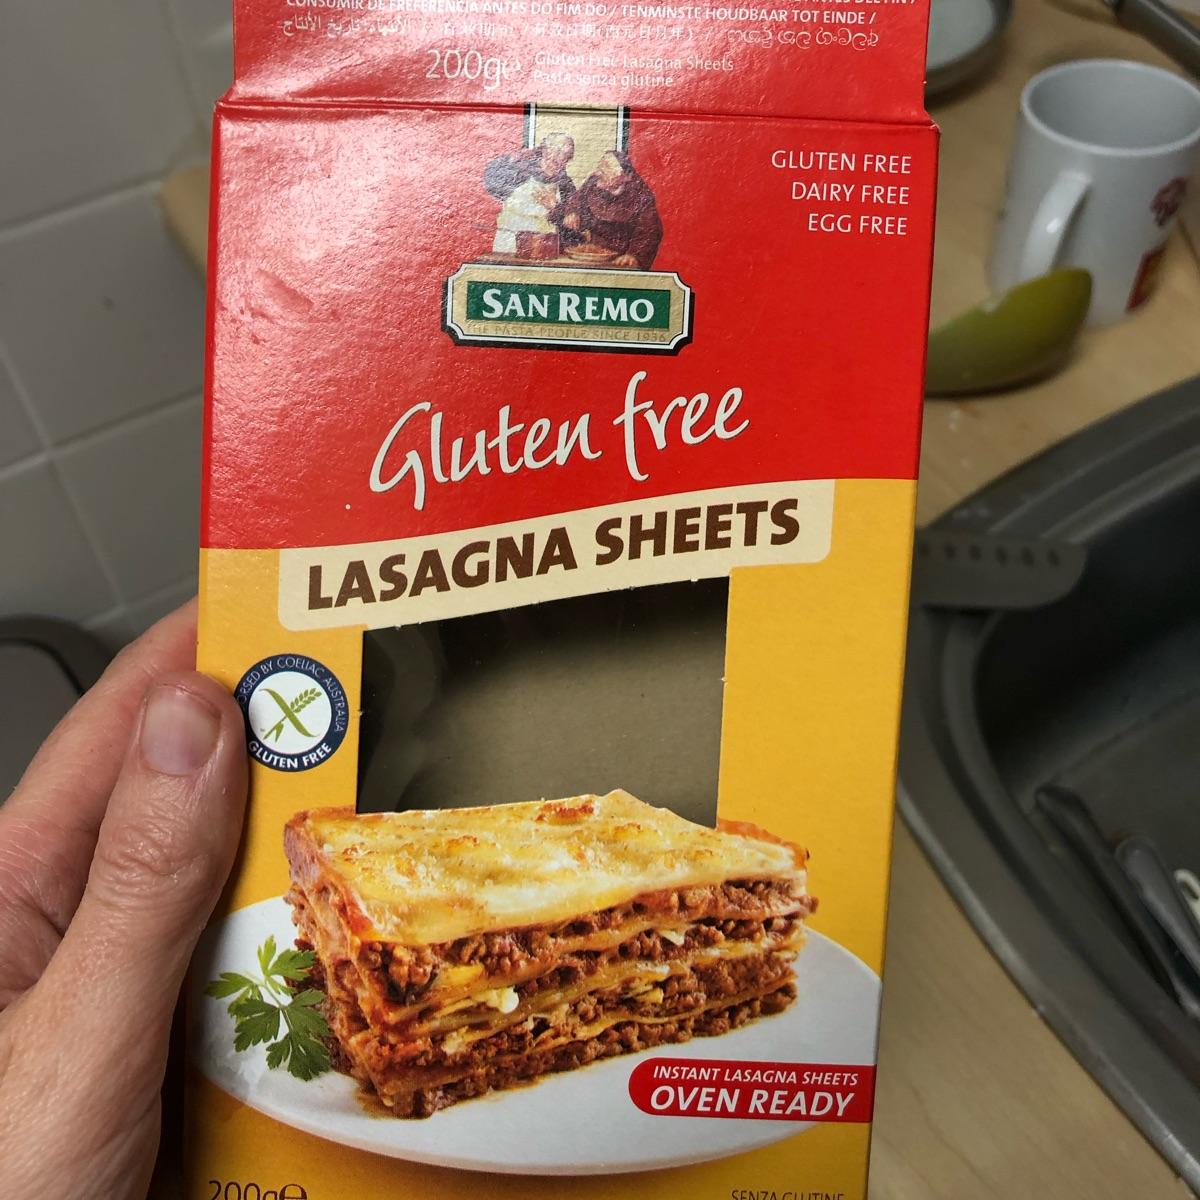 CONSUMIR DE PREFERENCIA ANTES DO FIM DO / TENMINSTE HOUDBAAR TOT EINDE /
200g℮ Gluten Free Lasagna Sheets
Pasta senza glutine
GLUTEN FREE
DAIRY FREE
EGG FREE
SAN REMO
THE PASTA PEOPLE SINCE 1936
Gluten free
LASAGNA SHEETS
BY COELIAC AUSTRALIA
GLUTEN FREE
INSTANT LASAGNA SHEETS
OVEN READY
200g℮
SENZA GLUTINE